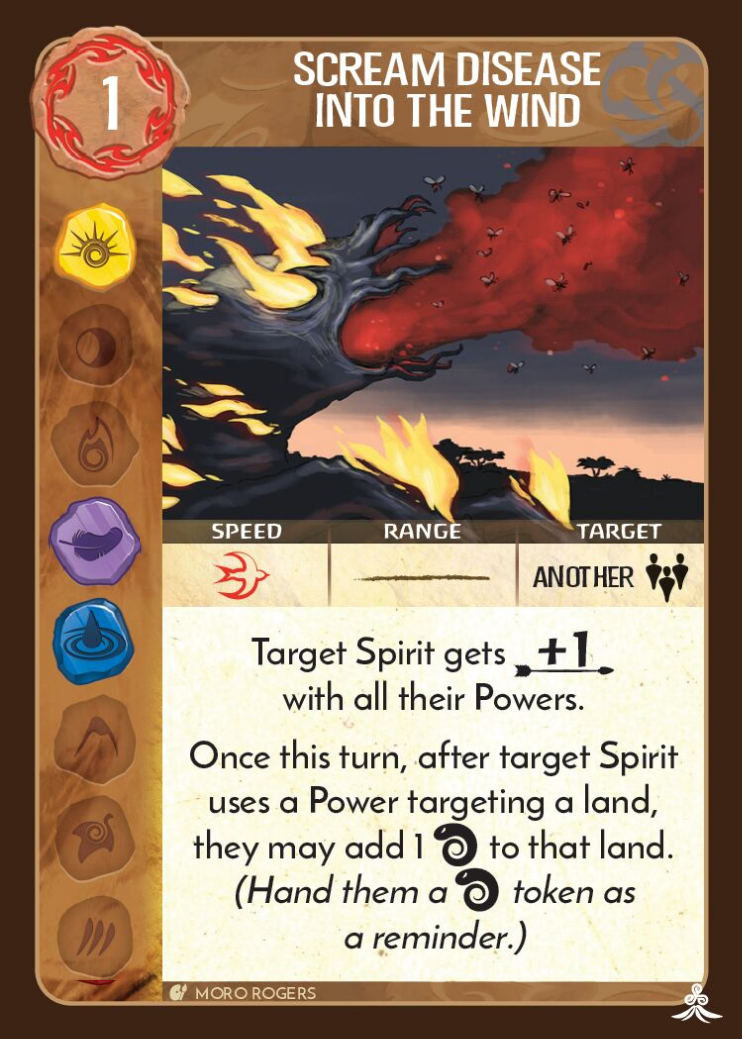 1
SCREAM DISEASE
INTO THE WIND
SPEED RANGE TARGET
ANOTHER
Target Spirit gets +1
with all their Powers.
Once this turn, after target Spirit
uses a Power targeting a land,
they may add 1 to that land.
(Hand them a token as
a reminder.)
MORO ROGERS